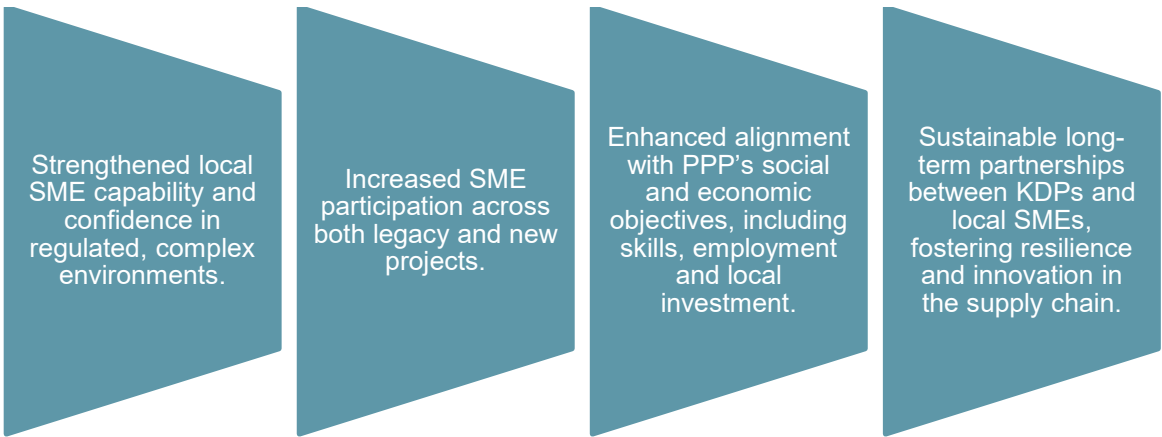 Strengthened local
SME capability and
confidence in
regulated, complex
environments.
Increased SME
participation across
both legacy and new
projects.
Enhanced alignment
with PPP’s social
and economic
objectives, including
skills, employment
and local
investment.
Sustainable long-
term partnerships
between KDPs and
local SMEs,
fostering resilience
and innovation in
the supply chain.